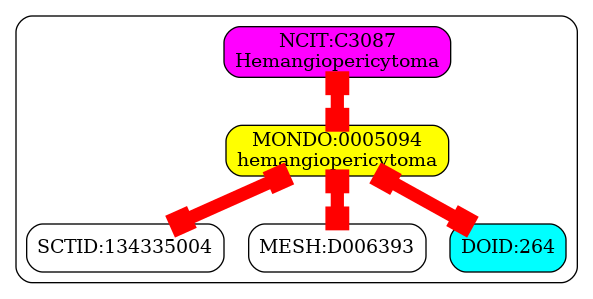 NCIT:C3087
Hemangiopericytoma
MONDO:0005094
hemangiopericytoma
SCTID:134335004
MESH:D006393
DOID:264